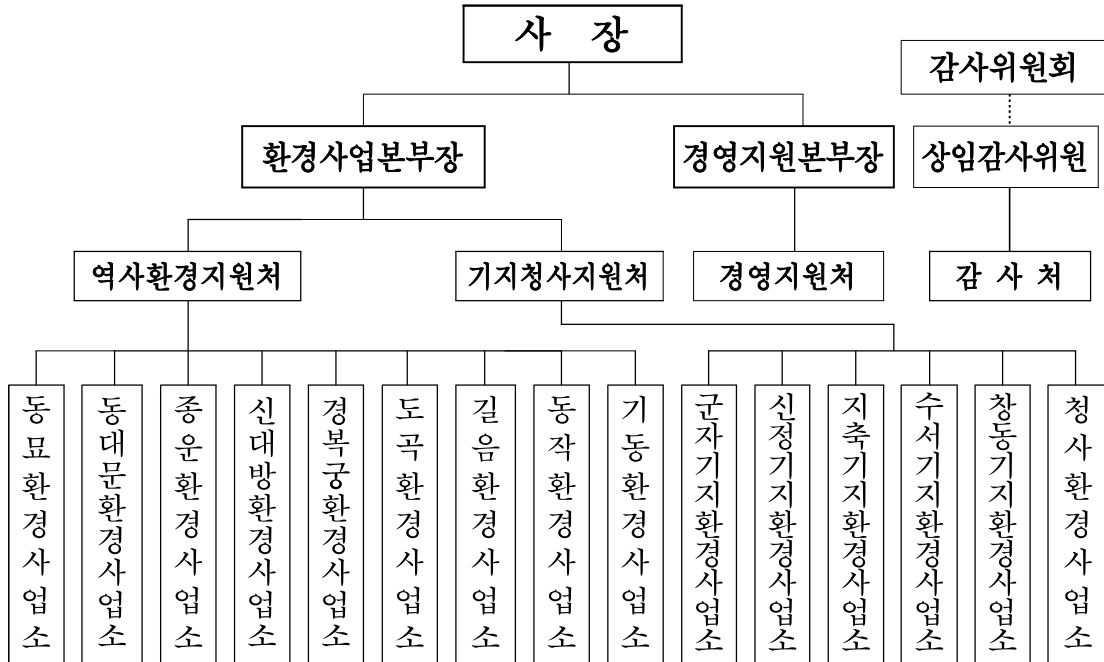 사 장
감사위원회
환경사업본부장
경영지원본부장
상임감사위원
역사환경지원처
기지청사지원처
경영지원처
감 사 처
동묘환경사업소
동대문환경사업소
종운환경사업소
신대방환경사업소
경복궁환경사업소
도곡환경사업소
길음환경사업소
동작환경사업소
기동환경사업소
군자기지환경사업소
신정기지환경사업소
지축기지환경사업소
수서기지환경사업소
창동기지환경사업소
청사환경사업소